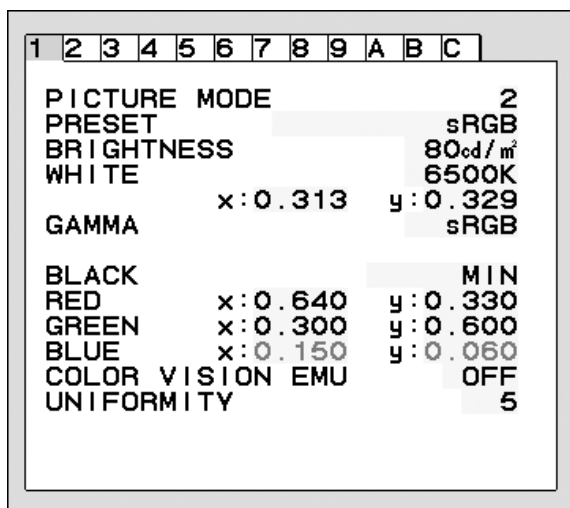 1 2 3 4 5 6 7 8 9 A B C
PICTURE MODE 2
PRESET sRGB
BRIGHTNESS 80cd/㎡
WHITE 6500K
x:0.313 y:0.329
GAMMA sRGB
BLACK MIN
RED x:0.640 y:0.330
GREEN x:0.300 y:0.600
BLUE x:0.150 y:0.060
COLOR VISION EMU OFF
UNIFORMITY 5